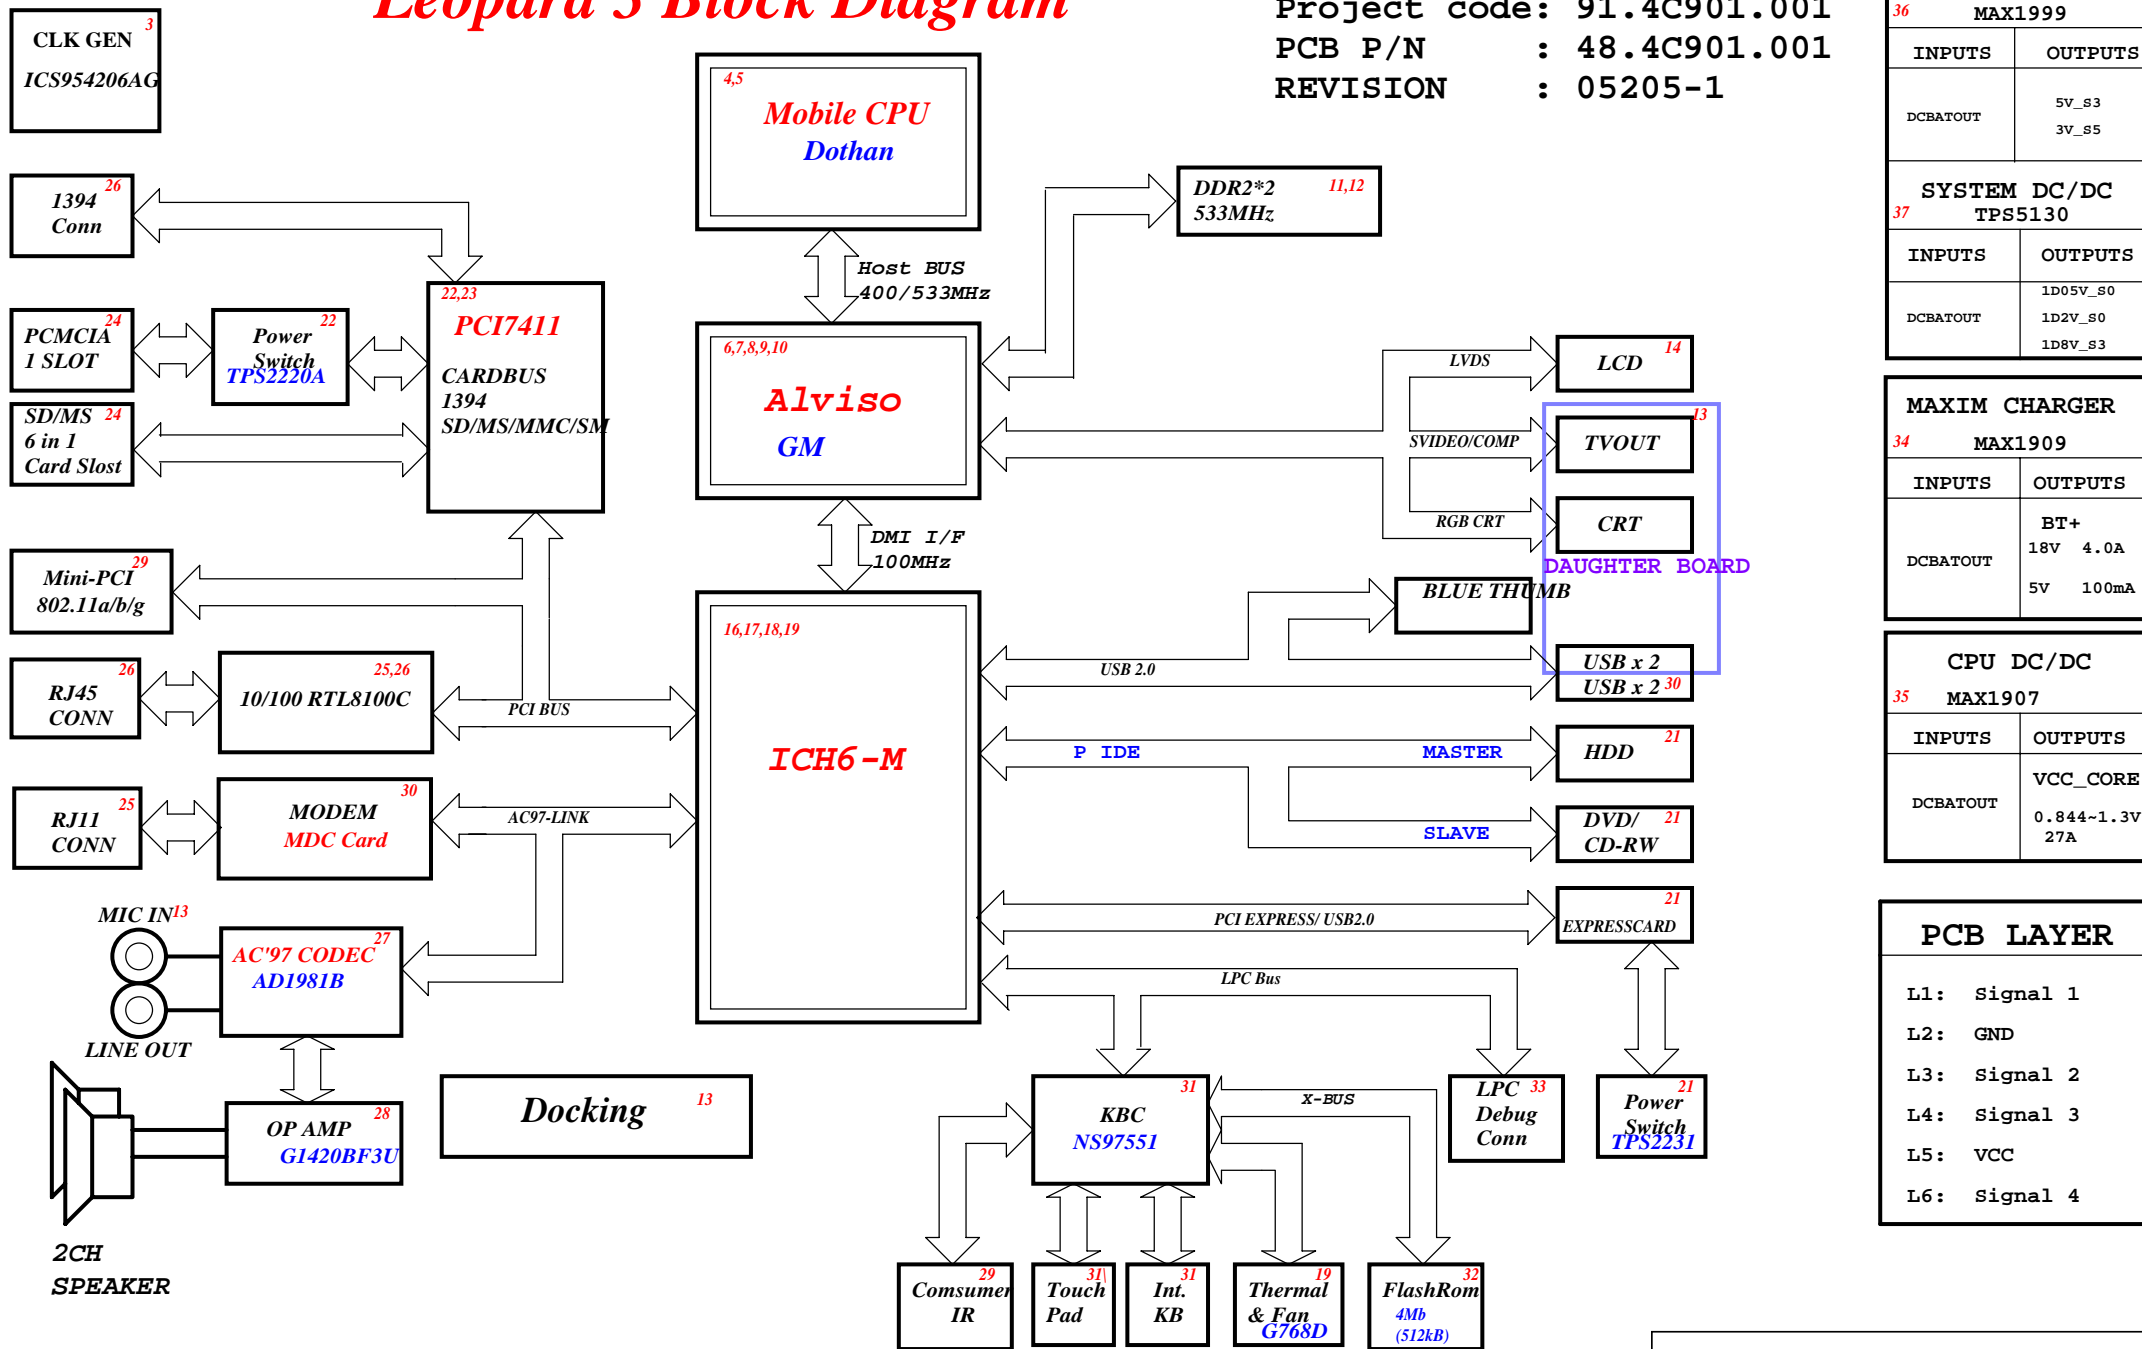 Leopard 3 Block Diagram
Project code: 91.4C901.001
PCB P/N : 48.4C901.001
REVISION : 05205-1
3
CLK GEN
ICS954206AG
4,5
Mobile CPU
Dothan
26
1394
Conn
DDR2*2 11,12
533MHz
Host BUS
400/533MHz
22,23
PCI7411
CARDBUS
1394
SD/MS/MMC/SM
24
PCMCIA
1 SLOT
22
Power
Switch
TPS2220A
SD/MS 24
6 in 1
Card Slost
6,7,8,9,10
Alviso
GM
LVDS
14
LCD
SVIDEO/COMP
13
TVOUT
RGB CRT
CRT
DAUGHTER BOARD
DMI I/F
100MHz
29
Mini-PCI
802.11a/b/g
BLUE THUMB
16,17,18,19
ICH6-M
USB 2.0
USB x 2
USB x 2 30
26
RJ45
CONN
25,26
10/100 RTL8100C
PCI BUS
P IDE
MASTER
21
HDD
SLAVE
21
DVD/
CD-RW
25
RJ11
CONN
30
MODEM
MDC Card
AC97-LINK
MIC IN 13
27
AC'97 CODEC
AD1981B
LINE OUT
PCI EXPRESS/ USB2.0
21
EXPRESSCARD
LPC Bus
28
OP AMP
G1420BF3U
2CH
SPEAKER
Docking 13
31
KBC
NS97551
X-BUS
LPC 33
Debug
Conn
21
Power
Switch
TPS2231
29
Comsumer
IR
31\
Touch
Pad
31
Int.
KB
19
Thermal
& Fan
G768D
32
FlashRom
4Mb
(512kB)
36 MAX1999
INPUTS OUTPUTS
DCBATOUT
5V_S3
3V_S5
SYSTEM DC/DC
37 TPS5130
INPUTS OUTPUTS
DCBATOUT
1D05V_S0
1D2V_S0
1D8V_S3
MAXIM CHARGER
34 MAX1909
INPUTS OUTPUTS
DCBATOUT
BT+
18V 4.0A
5V 100mA
CPU DC/DC
35 MAX1907
INPUTS OUTPUTS
DCBATOUT
VCC_CORE
0.844~1.3V
27A
PCB LAYER
L1: Signal 1
L2: GND
L3: Signal 2
L4: Signal 3
L5: VCC
L6: Signal 4